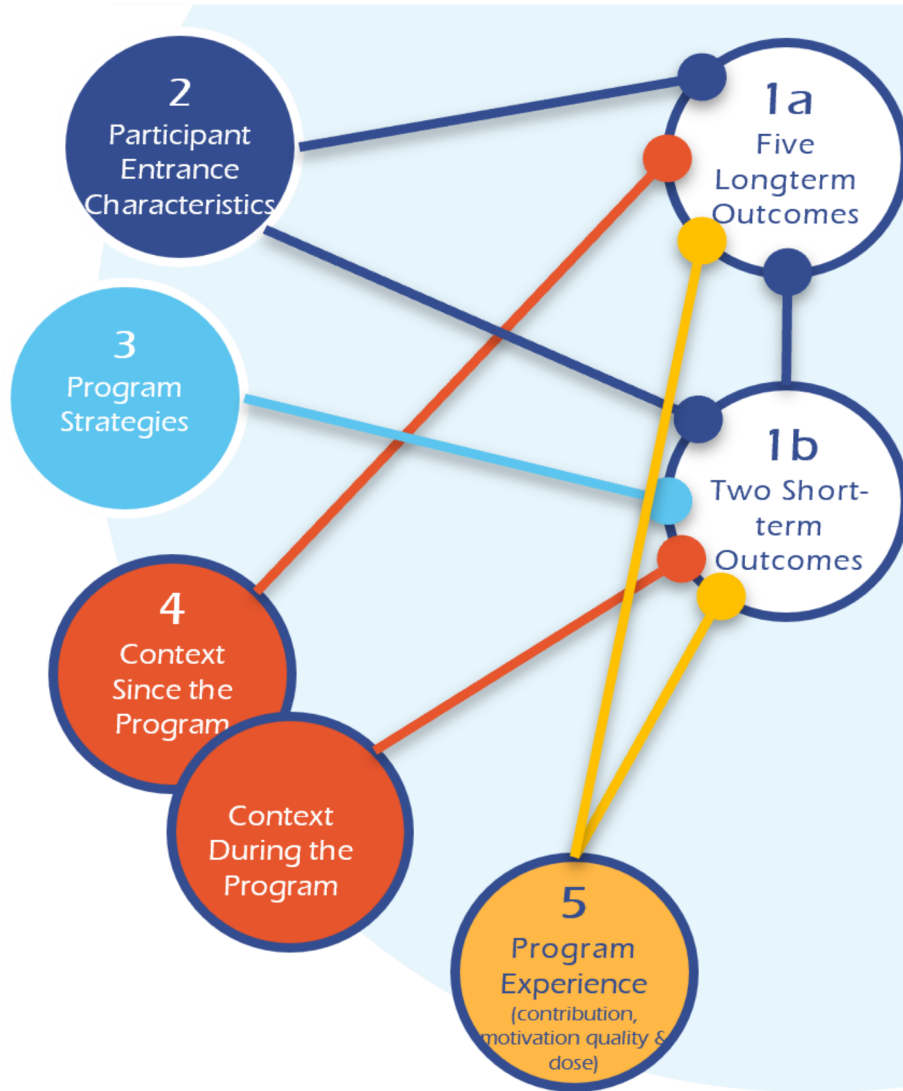 2
Participant
Entrance
Characteristics
1a
Five
Longterm
Outcomes
3
Program
Strategies
1b
Two Short-
term
Outcomes
4
Context
Since the
Program
Context
During the
Program
5
Program
Experience
(contribution,
motivation quality &
dose)